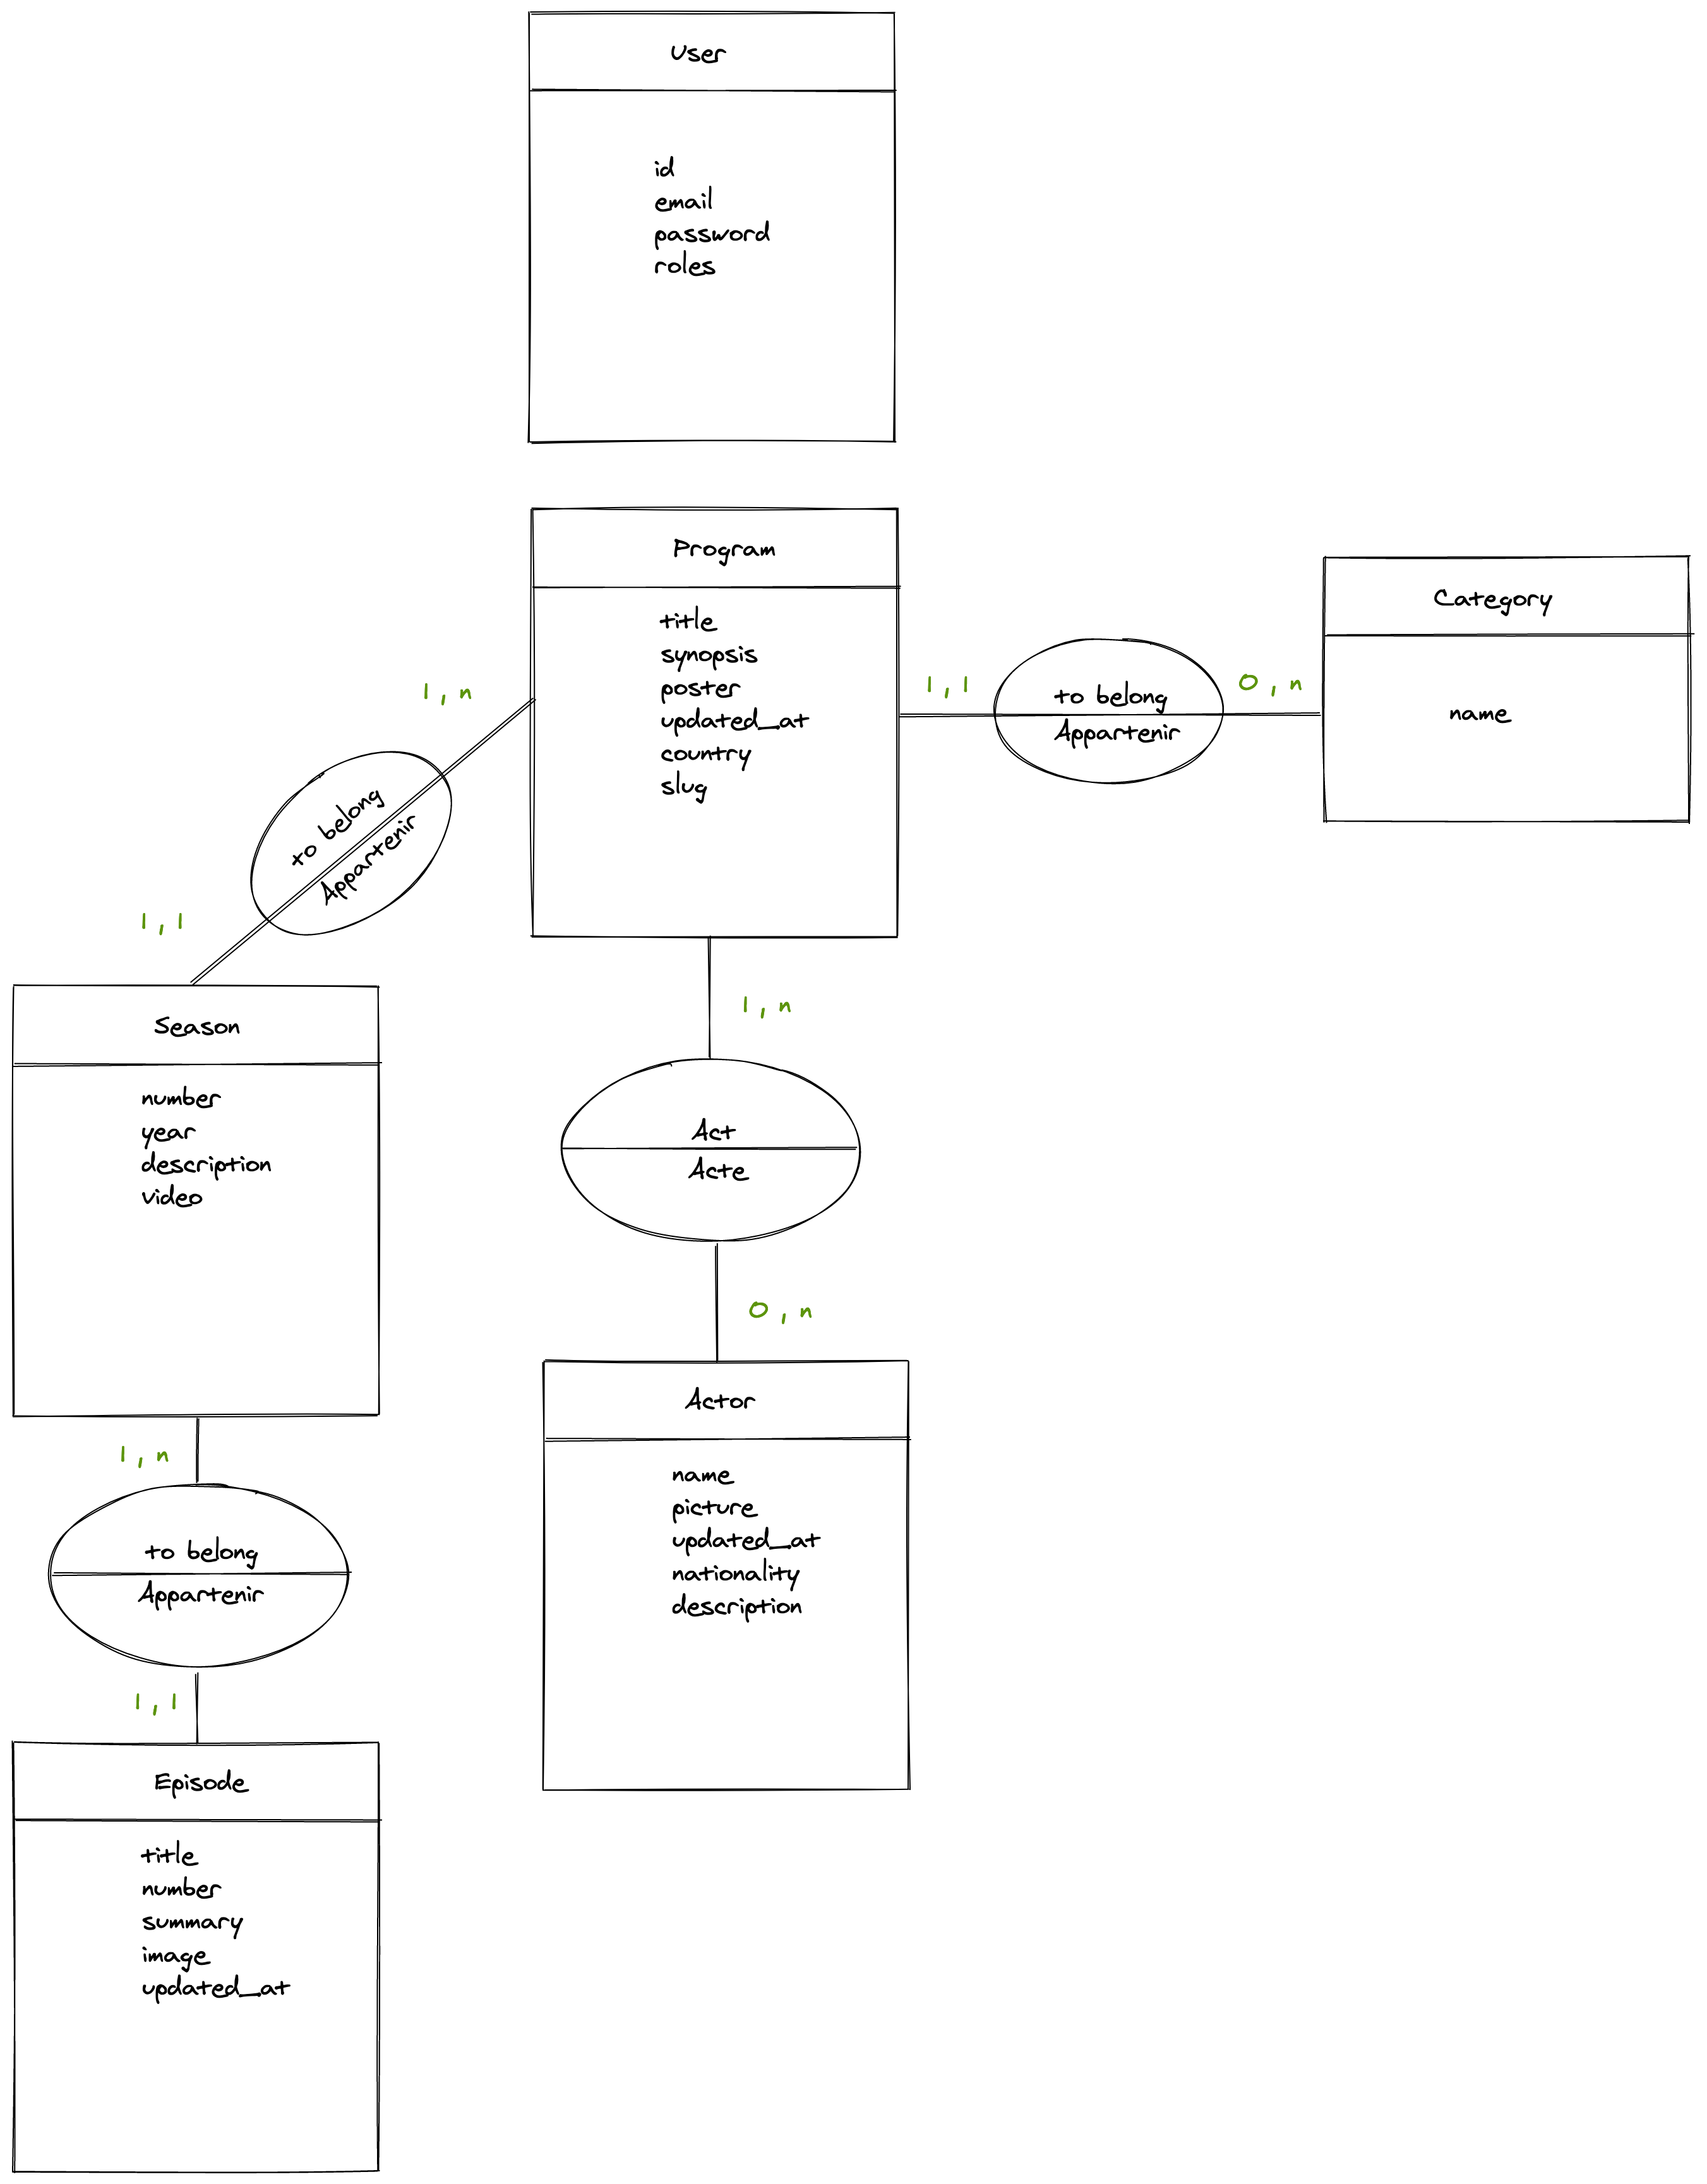 User
id
email
password
roles
Program
title
synopsis
poster
updated_at
country
slug
1,1
to belong
Appartenir
0,n
Category
name
1,n
to belong
Appartenir
1,1
Season
number
year
description
video
1,n
to belong
Appartenir
1,1
Episode
title
number
summary
image
updated_at
1,n
Act
Acte
0,n
Actor
name
picture
updated_at
nationality
description